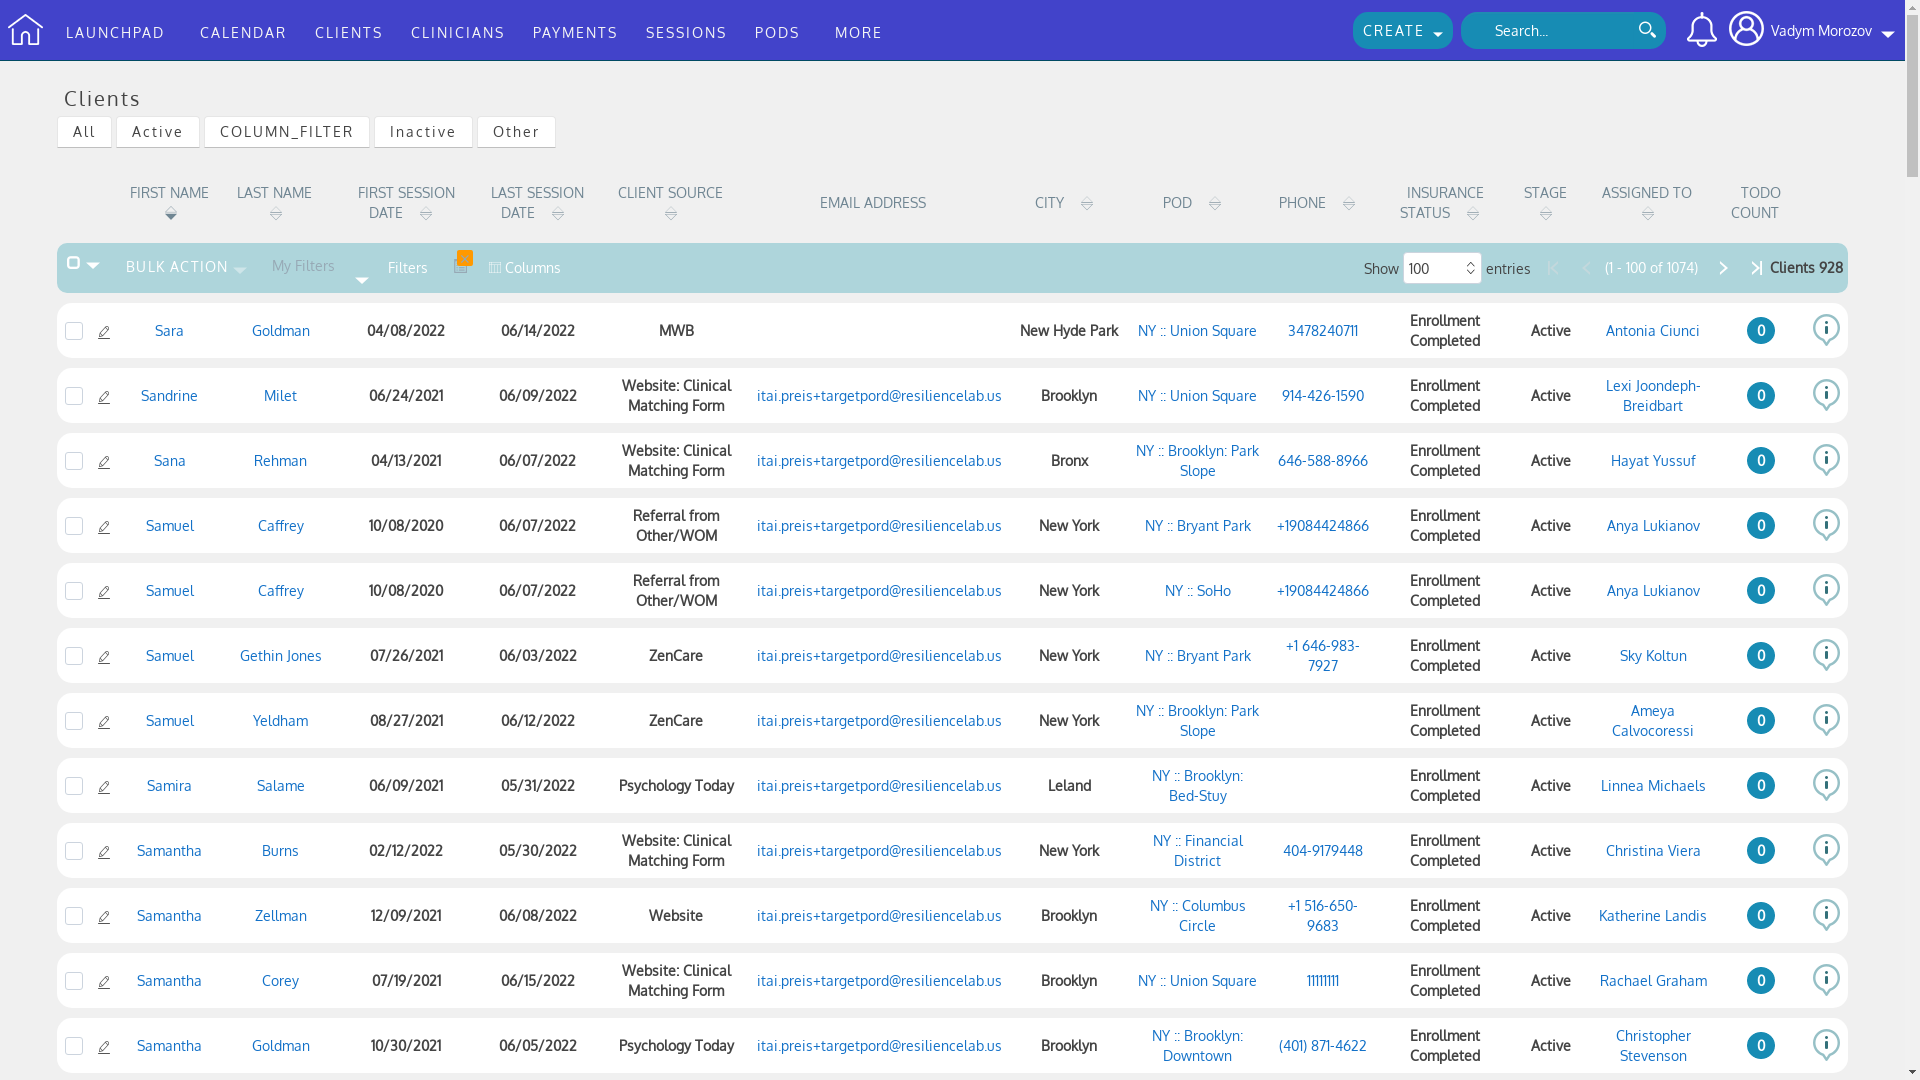 LAUNCHPAD CALENDAR CLIENTS CLINICIANS PAYMENTS SESSIONS PODS MORE CREATE Search... Vadym Morozov
Clients
All Active COLUMN_FILTER Inactive Other
FIRST NAME LAST NAME FIRST SESSION DATE LAST SESSION DATE CLIENT SOURCE EMAIL ADDRESS CITY POD PHONE INSURANCE STATUS STAGE ASSIGNED TO TODO COUNT
BULK ACTION My Filters Filters Columns Show 100 entries (1 - 100 of 1074) Clients 928
Sara Goldman 04/08/2022 06/14/2022 MWB New Hyde Park NY :: Union Square 3478240711 Enrollment Completed Active Antonia Ciunci 0
Sandrine Milet 06/24/2021 06/09/2022 Website: Clinical Matching Form itai.preis+targetpord@resiliencelab.us Brooklyn NY :: Union Square 914-426-1590 Enrollment Completed Active Lexi Joondeph-Breidbart 0
Sana Rehman 04/13/2021 06/07/2022 Website: Clinical Matching Form itai.preis+targetpord@resiliencelab.us Bronx NY :: Brooklyn: Park Slope 646-588-8966 Enrollment Completed Active Hayat Yussuf 0
Samuel Caffrey 10/08/2020 06/07/2022 Referral from Other/WOM itai.preis+targetpord@resiliencelab.us New York NY :: Bryant Park +19084424866 Enrollment Completed Active Anya Lukianov 0
Samuel Caffrey 10/08/2020 06/07/2022 Referral from Other/WOM itai.preis+targetpord@resiliencelab.us New York NY :: SoHo +19084424866 Enrollment Completed Active Anya Lukianov 0
Samuel Gethin Jones 07/26/2021 06/03/2022 ZenCare itai.preis+targetpord@resiliencelab.us New York NY :: Bryant Park +1 646-983-7927 Enrollment Completed Active Sky Koltun 0
Samuel Yeldham 08/27/2021 06/12/2022 ZenCare itai.preis+targetpord@resiliencelab.us New York NY :: Brooklyn: Park Slope Enrollment Completed Active Ameya Calvocoressi 0
Samira Salame 06/09/2021 05/31/2022 Psychology Today itai.preis+targetpord@resiliencelab.us Leland NY :: Brooklyn: Bed-Stuy Enrollment Completed Active Linnea Michaels 0
Samantha Burns 02/12/2022 05/30/2022 Website: Clinical Matching Form itai.preis+targetpord@resiliencelab.us New York NY :: Financial District 404-9179448 Enrollment Completed Active Christina Viera 0
Samantha Zellman 12/09/2021 06/08/2022 Website itai.preis+targetpord@resiliencelab.us Brooklyn NY :: Columbus Circle +1 516-650-9683 Enrollment Completed Active Katherine Landis 0
Samantha Corey 07/19/2021 06/15/2022 Website: Clinical Matching Form itai.preis+targetpord@resiliencelab.us Brooklyn NY :: Union Square 11111111 Enrollment Completed Active Rachael Graham 0
Samantha Goldman 10/30/2021 06/05/2022 Psychology Today itai.preis+targetpord@resiliencelab.us Brooklyn NY :: Brooklyn: Downtown (401) 871-4622 Enrollment Completed Active Christopher Stevenson 0